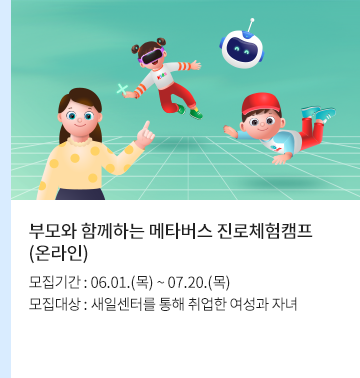 부모와 함께하는 메타버스 진로체험캠프
(온라인)
모집기간 : 06.01.(목) ~ 07.20.(목)
모집대상 : 새일센터를 통해 취업한 여성과 자녀